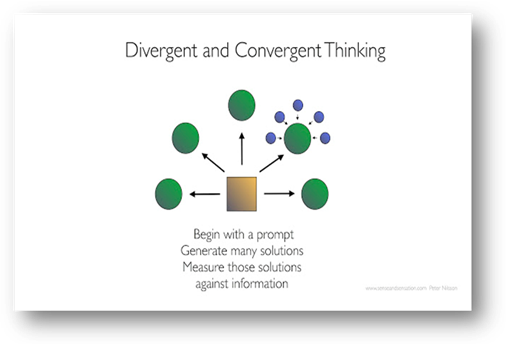 Divergent and Convergent Thinking
Begin with a prompt
Generate many solutions
Measure those solutions
against information